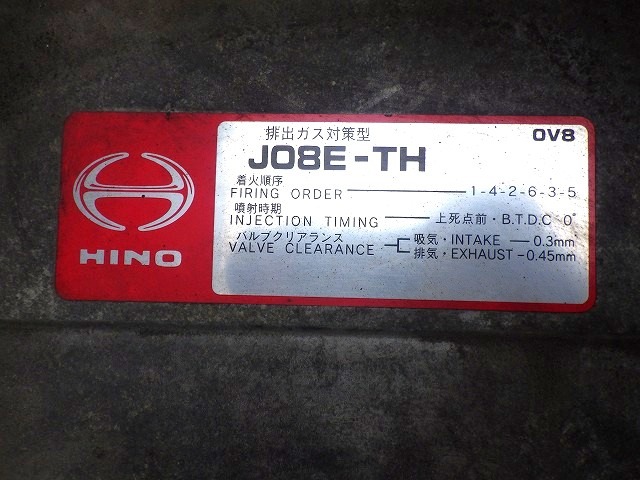 HINO
排出ガス対策型
OV8
J08E-TH
着火順序
FIRING ORDER 1-4-2-6-3-5
噴射時期
INJECTION TIMING 上死点前・B.T.D.C 0°
バルブクリアランス
VALVE CLEARANCE 吸気・INTAKE 0.3mm
排気・EXHAUST 0.45mm